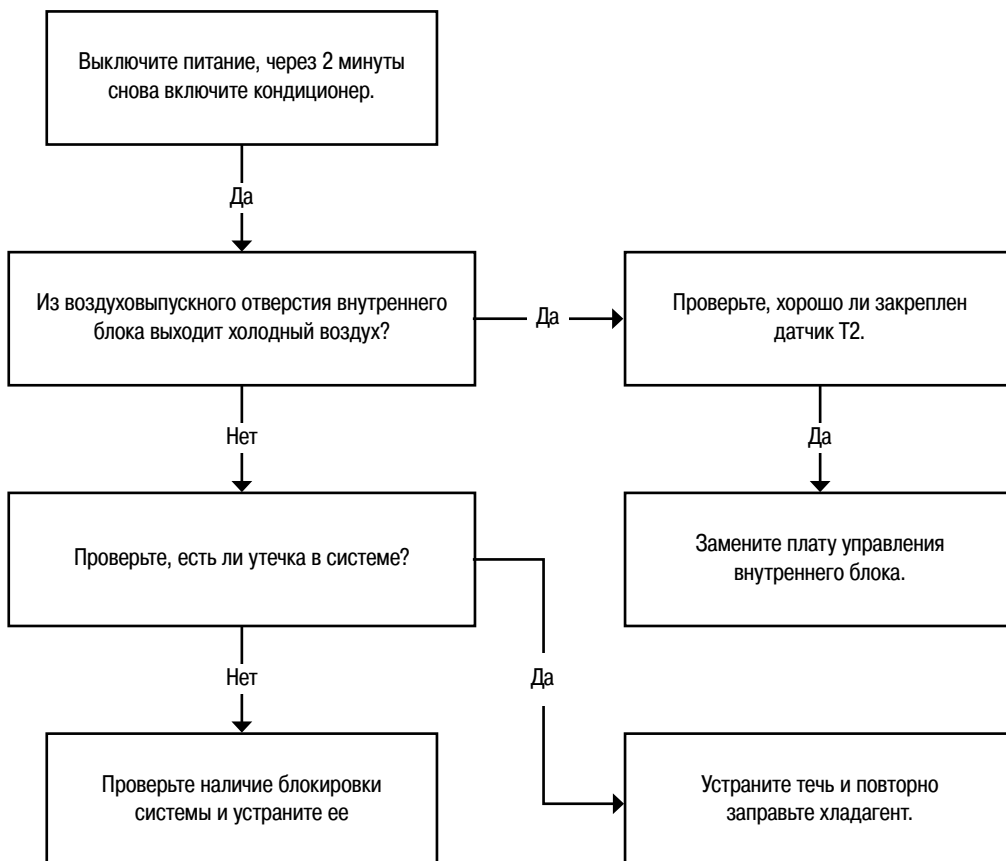 Выключите питание, через 2 минуты
снова включите кондиционер.
Да
Из воздуховыпускного отверстия внутреннего
блока выходит холодный воздух?
Да
Проверьте, хорошо ли закреплен
датчик T2.
Нет
Да
Проверьте, есть ли утечка в системе?
Замените плату управления
внутреннего блока.
Нет
Да
Проверьте наличие блокировки
системы и устраните ее
Устраните течь и повторно
заправьте хладагент.